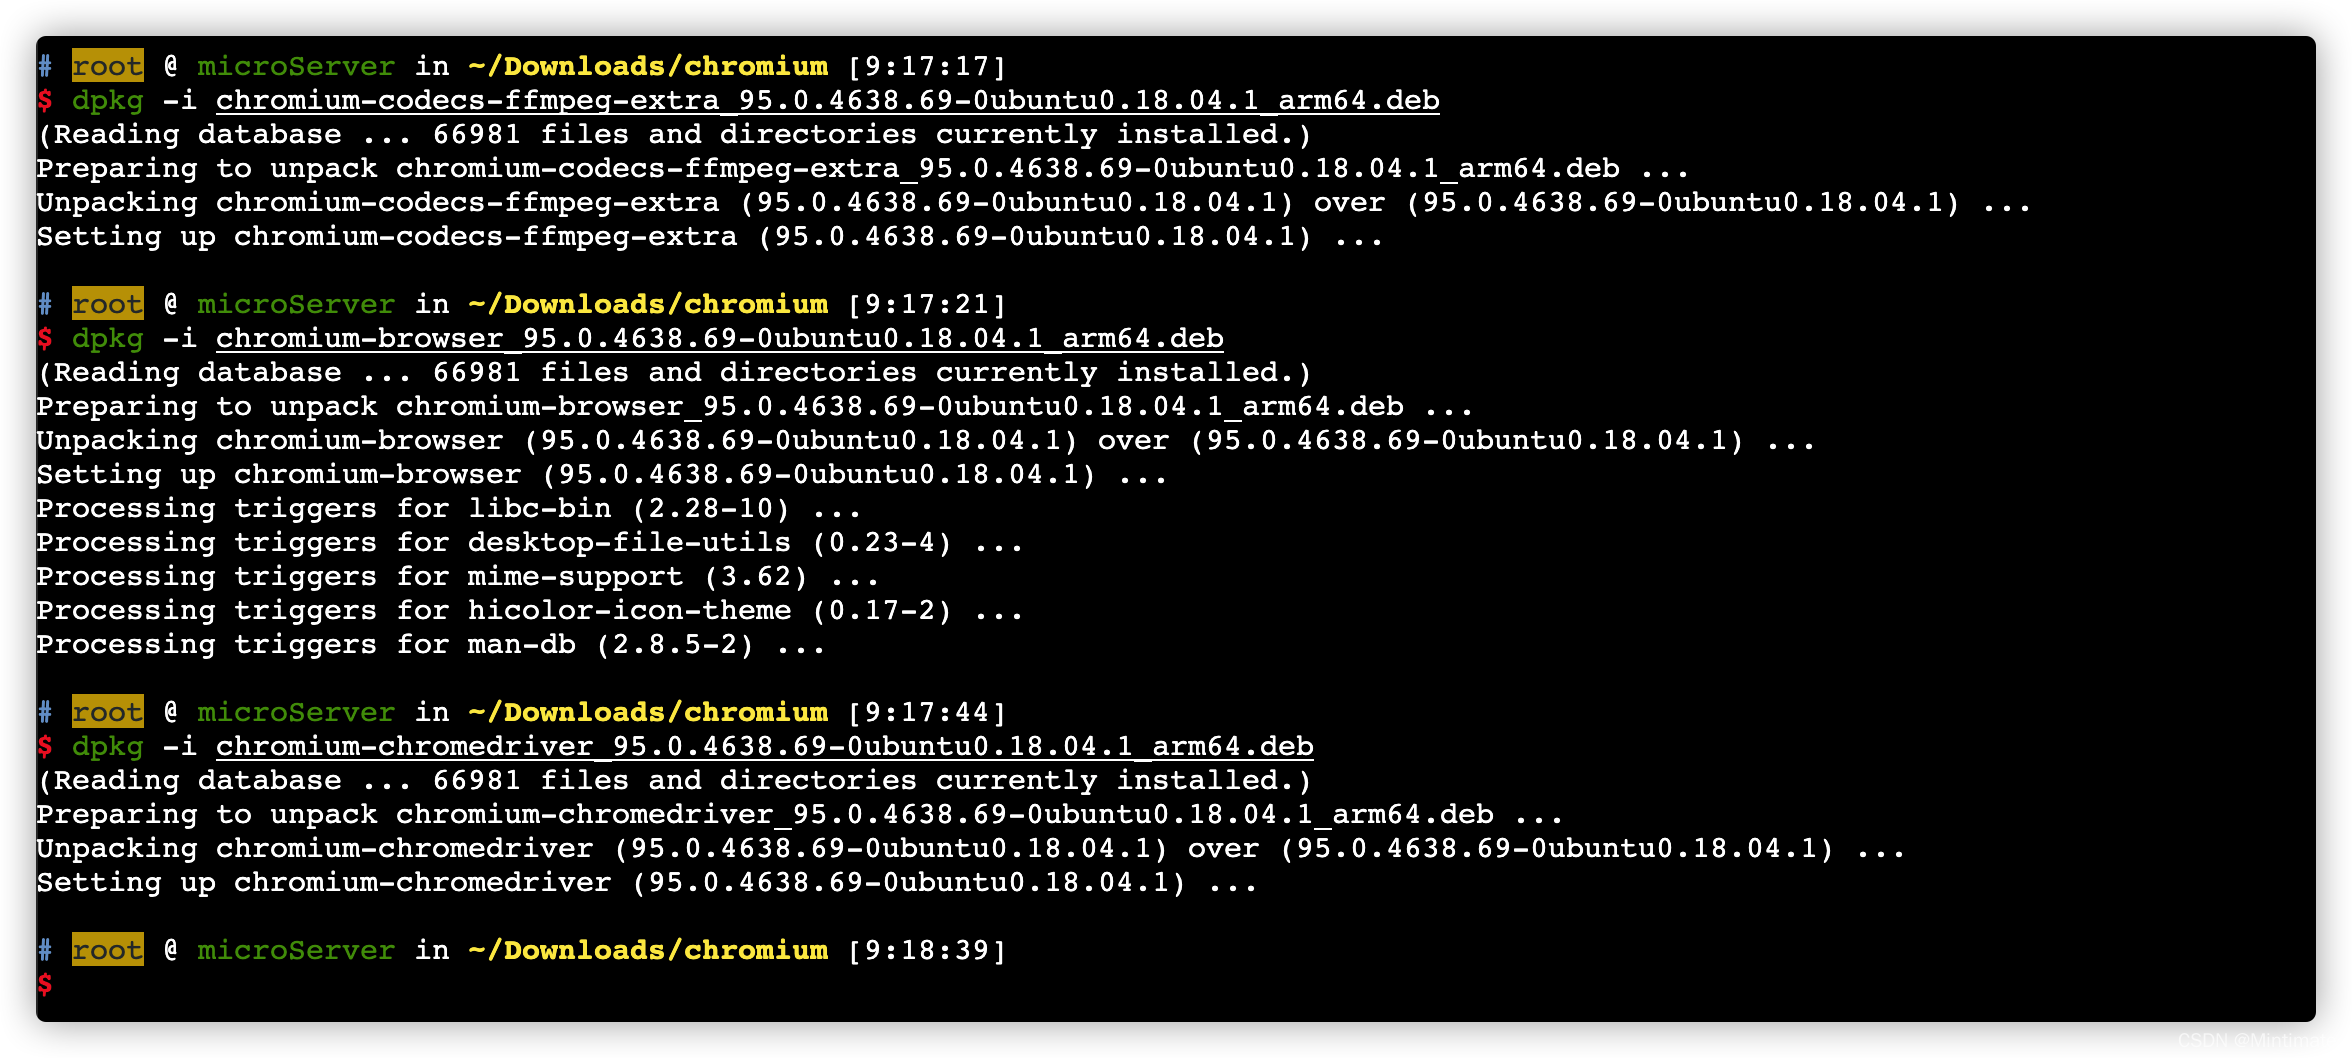 # root @ microServer in ~/Downloads/chromium [9:17:17]
$ dpkg -i chromium-codecs-ffmpeg-extra_95.0.4638.69-0ubuntu0.18.04.1_arm64.deb
(Reading database ... 66981 files and directories currently installed.)
Preparing to unpack chromium-codecs-ffmpeg-extra_95.0.4638.69-0ubuntu0.18.04.1_arm64.deb ...
Unpacking chromium-codecs-ffmpeg-extra (95.0.4638.69-0ubuntu0.18.04.1) over (95.0.4638.69-0ubuntu0.18.04.1) ...
Setting up chromium-codecs-ffmpeg-extra (95.0.4638.69-0ubuntu0.18.04.1) ...
# root @ microServer in ~/Downloads/chromium [9:17:21]
$ dpkg -i chromium-browser_95.0.4638.69-0ubuntu0.18.04.1_arm64.deb
(Reading database ... 66981 files and directories currently installed.)
Preparing to unpack chromium-browser_95.0.4638.69-0ubuntu0.18.04.1_arm64.deb ...
Unpacking chromium-browser (95.0.4638.69-0ubuntu0.18.04.1) over (95.0.4638.69-0ubuntu0.18.04.1) ...
Setting up chromium-browser (95.0.4638.69-0ubuntu0.18.04.1) ...
Processing triggers for libc-bin (2.28-10) ...
Processing triggers for desktop-file-utils (0.23-4) ...
Processing triggers for mime-support (3.62) ...
Processing triggers for hicolor-icon-theme (0.17-2) ...
Processing triggers for man-db (2.8.5-2) ...
# root @ microServer in ~/Downloads/chromium [9:17:44]
$ dpkg -i chromium-chromedriver_95.0.4638.69-0ubuntu0.18.04.1_arm64.deb
(Reading database ... 66981 files and directories currently installed.)
Preparing to unpack chromium-chromedriver_95.0.4638.69-0ubuntu0.18.04.1_arm64.deb ...
Unpacking chromium-chromedriver (95.0.4638.69-0ubuntu0.18.04.1) over (95.0.4638.69-0ubuntu0.18.04.1) ...
Setting up chromium-chromedriver (95.0.4638.69-0ubuntu0.18.04.1) ...
# root @ microServer in ~/Downloads/chromium [9:18:39]
$
CSDN